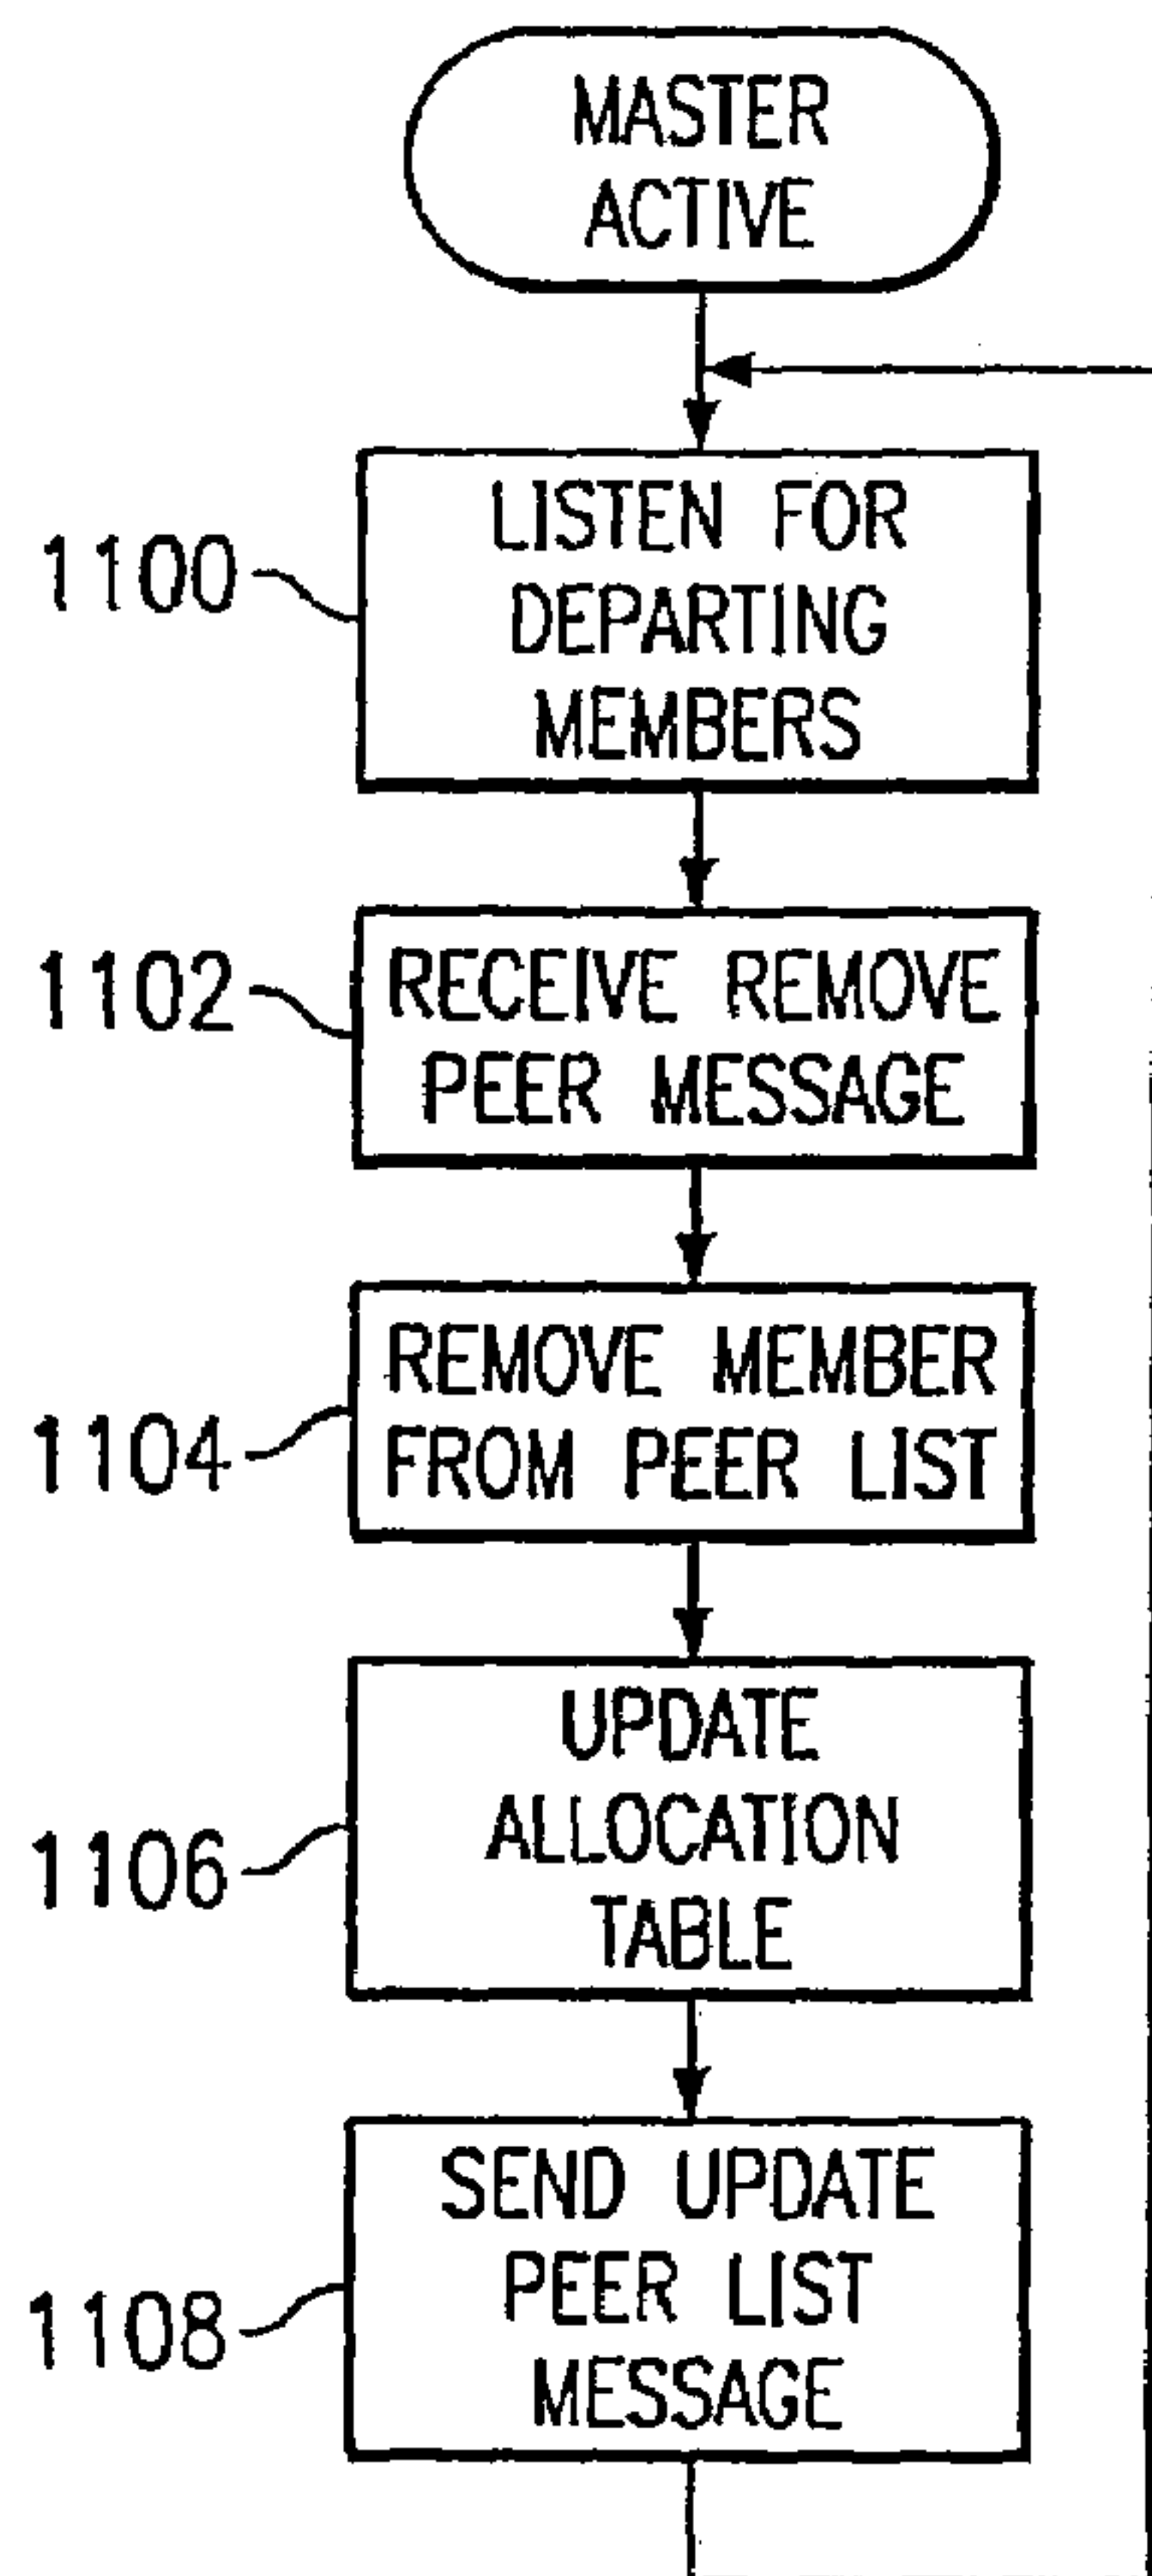 MASTER
ACTIVE
1100
LISTEN FOR
DEPARTING
MEMBERS
1102
RECEIVE REMOVE
PEER MESSAGE
1104
REMOVE MEMBER
FROM PEER LIST
1106
UPDATE
ALLOCATION
TABLE
1108
SEND UPDATE
PEER LIST
MESSAGE